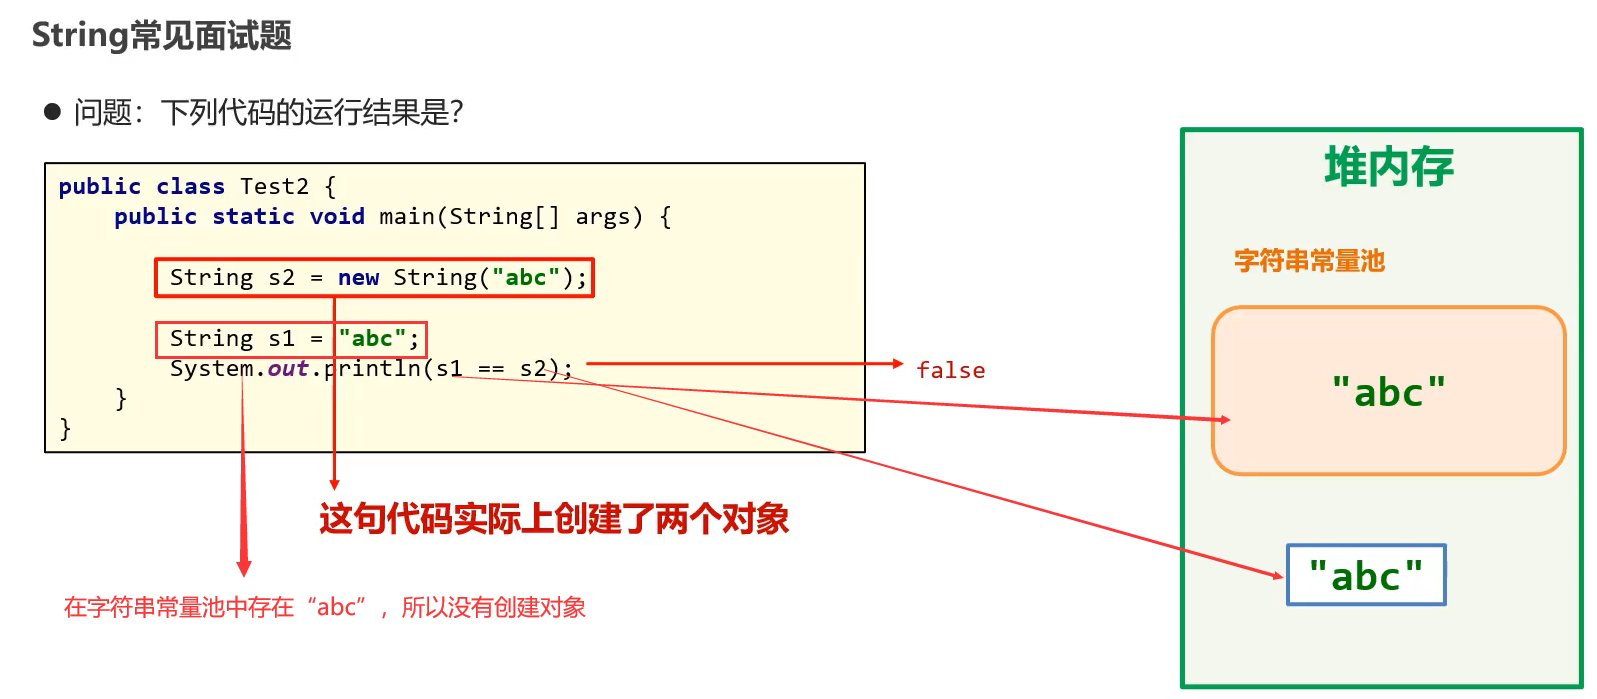 String常见面试题
● 问题：下列代码的运行结果是？
public class Test2 {
public static void main(String[] args) {
String s2 = new String("abc");
String s1 = "abc";
System.out.println(s1 == s2);
}
}
false
这句代码实际上创建了两个对象
在字符串常量池中存在“abc”，所以没有创建对象
堆内存
字符串常量池
"abc"
"abc"